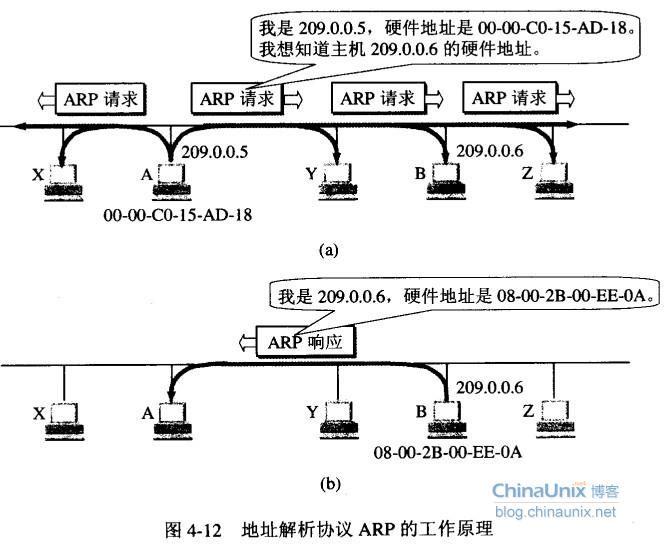 我是 209.0.0.5，硬件地址是 00-00-C0-15-AD-18。
我想知道主机 209.0.0.6 的硬件地址。
ARP 请求
ARP 请求
ARP 请求
ARP 请求
209.0.0.5
209.0.0.6
X
A
Y
B
Z
00-00-C0-15-AD-18
(a)
我是 209.0.0.6，硬件地址是 08-00-2B-00-EE-0A。
ARP 响应
209.0.0.6
X
A
Y
B
Z
08-00-2B-00-EE-0A
(b)
ChinaUnix.net 博客
blog.chinaunix.net
图 4-12 地址解析协议 ARP 的工作原理